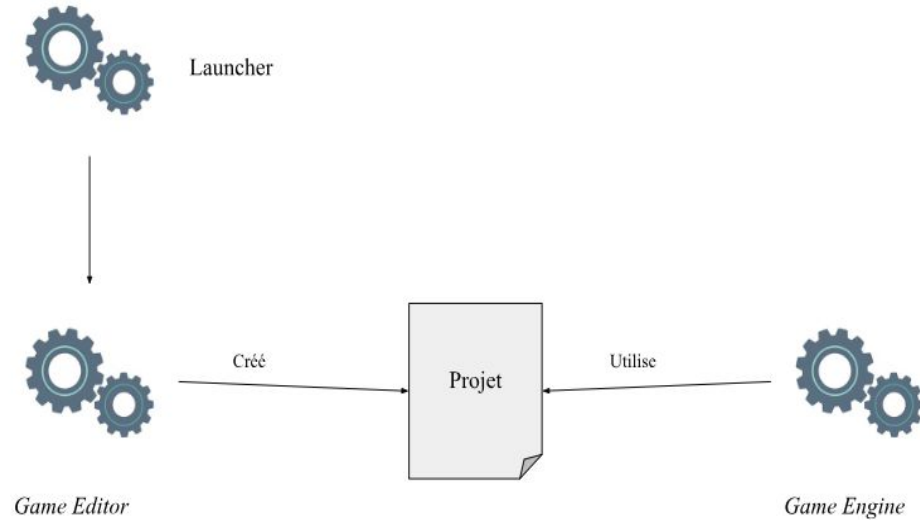 Launcher
Créé
Utilise
Projet
Game Editor
Game Engine